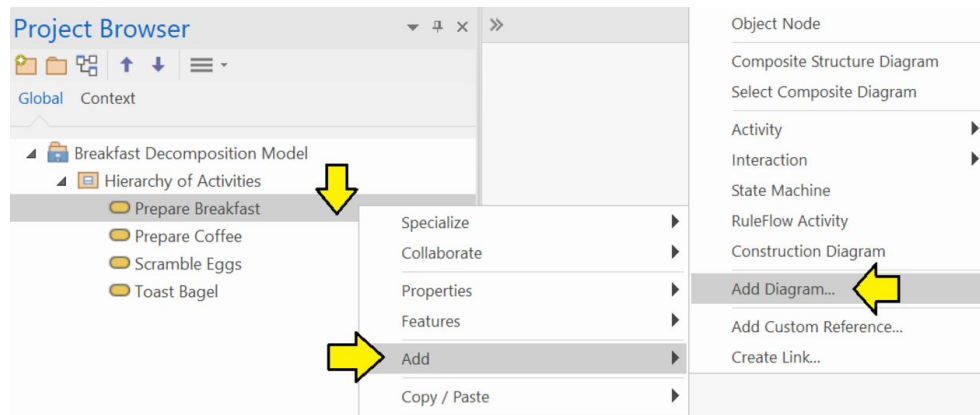 Project Browser
Global Context
Breakfast Decomposition Model
Hierarchy of Activities
Prepare Breakfast
Prepare Coffee
Scramble Eggs
Toast Bagel
Specialize
Collaborate
Properties
Features
Add
Copy / Paste
Object Node
Composite Structure Diagram
Select Composite Diagram
Activity
Interaction
State Machine
RuleFlow Activity
Construction Diagram
Add Diagram...
Add Custom Reference...
Create Link...